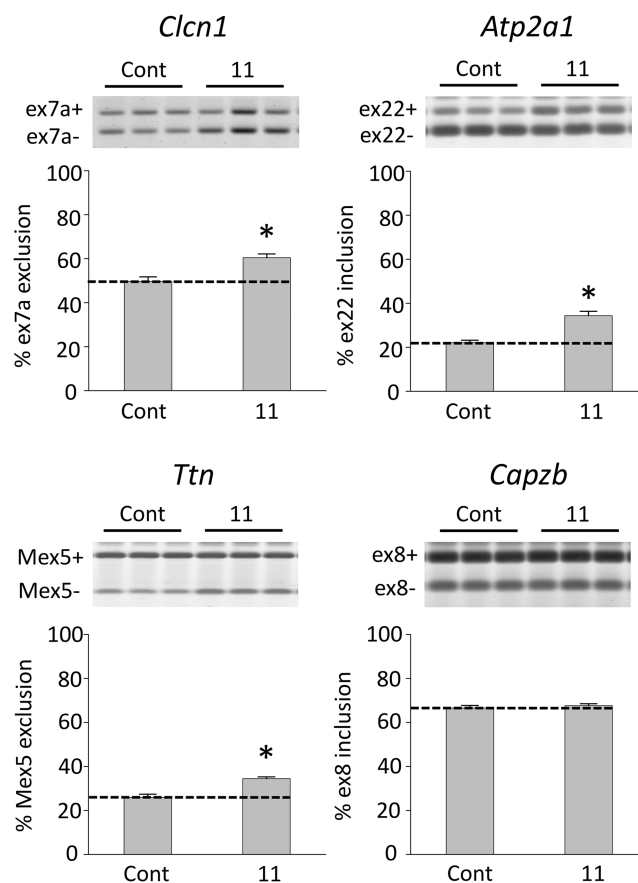 Clcn1
Cont 11
ex7a+
ex7a-
% ex7a exclusion
100
80
60
40
20
0
*
Cont 11
Atp2a1
Cont 11
ex22+
ex22-
% ex22 inclusion
100
80
60
40
20
0
*
Cont 11
Ttn
Cont 11
Mex5+
Mex5-
% Mex5 exclusion
100
80
60
40
20
0
*
Cont 11
Capzb
Cont 11
ex8+
ex8-
% ex8 inclusion
100
80
60
40
20
0
Cont 11